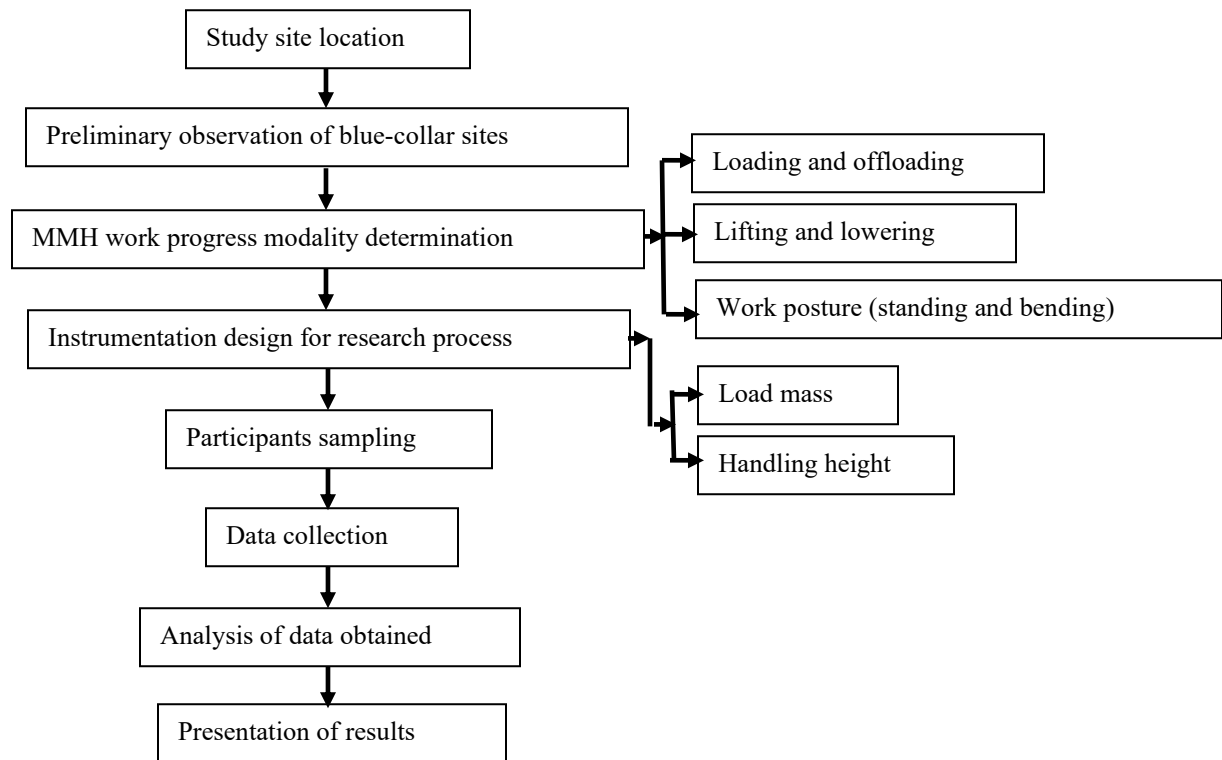 Study site location
Preliminary observation of blue-collar sites
Loading and offloading
MMH work progress modality determination
Lifting and lowering
Work posture (standing and bending)
Instrumentation design for research process
Load mass
Participants sampling
Handling height
Data collection
Analysis of data obtained
Presentation of results